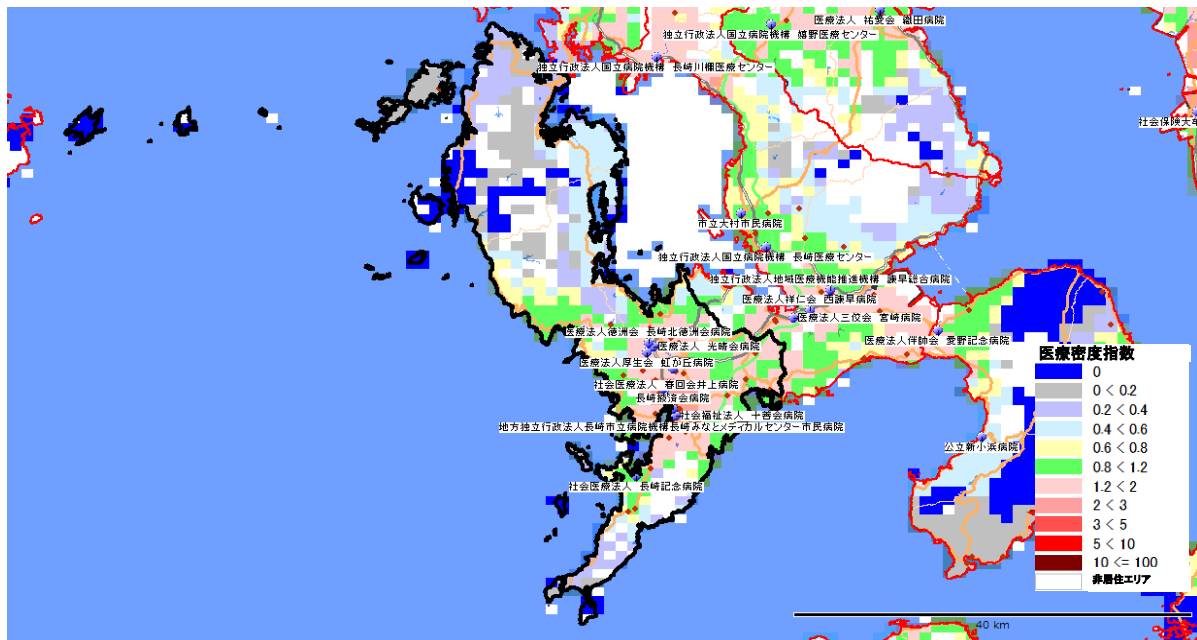 医療法人 祐愛会 織田病院
独立行政法人国立病院機構 嬉野医療センター
独立行政法人国立病院機構 長崎川棚医療センター
社会保険大牟
市立大村市民病院
独立行政法人国立病院機構 長崎医療センター
独立行政法人地域医療機能推進機構 諫早総合病院
医療法人祥仁会 西諫早病院
医療法人三佼会 宮崎病院
医療法人徳洲会 長崎北徳洲会病院
医療法人伴帥会 愛野記念病院
医療法人 光晴会病院
医療法人厚生会 虹が丘病院
社会医療法人 春回会井上病院
長崎掖済会病院
社会福祉法人 十善会病院
地方独立行政法人長崎市立病院機構長崎みなとメディカルセンター市民病院
公立新小浜病院
社会医療法人 長崎記念病院
医療密度指数
0
0 < 0.2
0.2 < 0.4
0.4 < 0.6
0.6 < 0.8
0.8 < 1.2
1.2 < 2
2 < 3
3 < 5
5 < 10
10 <= 100
非居住エリア
40 km